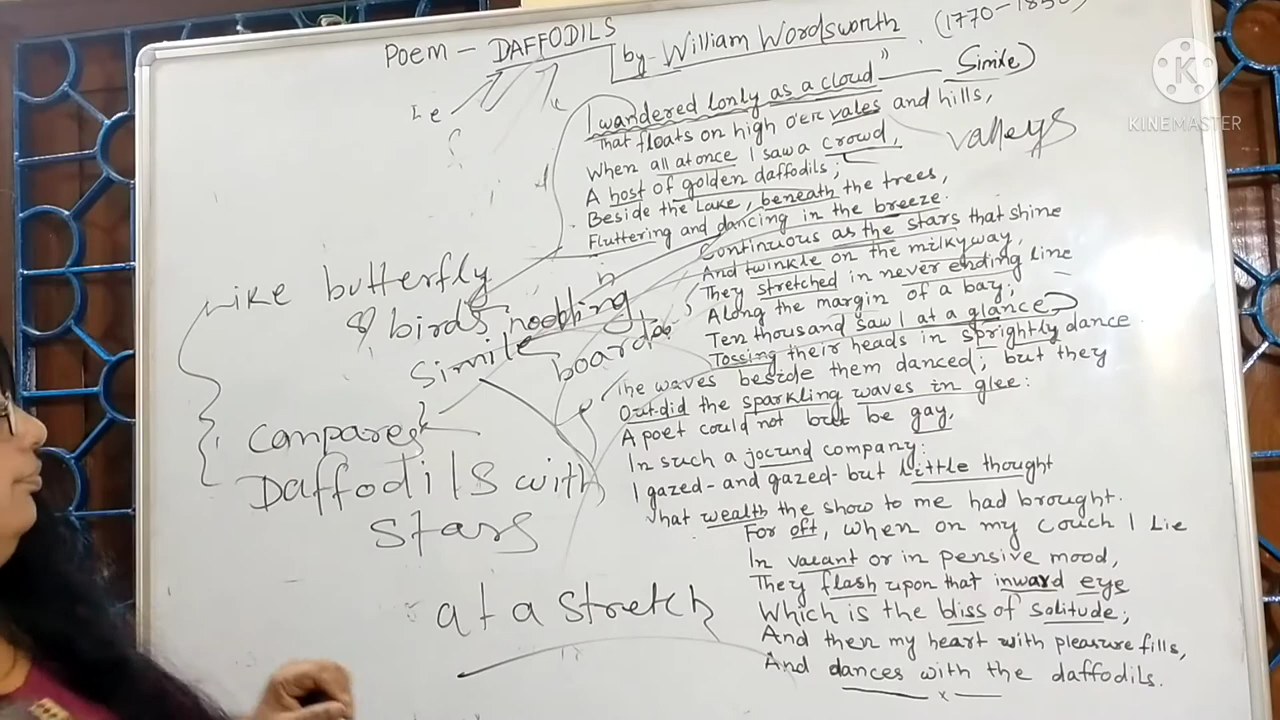 Poem - DAFFODILS
by - William Wordsworth
(1770-1850)
I wandered lonly as a cloud" Simile)
That floats on high o'er vales and hills,
valleys
When all at once I saw a crowd,
A host of golden daffodils;
Beside the Lake, beneath the trees,
Fluttering and dancing in the breeze.
Continuous as the stars that shine
And twinkle on the milkyway,
They stretched in never ending line
Along the margin of a bay;
Ten thousand saw I at a glance
Tossing their heads in sprightly dance
The waves beside them danced; but they
Out-did the sparkling waves in glee:
A poet could not but be gay,
In such a jocund company:
I gazed - and gazed - but little thought
What wealth the show to me had brought.
For oft, when on my couch I Lie
In vacant or in pensive mood,
They flash upon that inward eye
Which is the bliss of solitude;
And then my heart with pleasure fills,
And dances with the daffodils.
x
Like butterfly
& birds
Simile
board
Compares
Daffodils with
stars
at a stretch
KINEMASTER